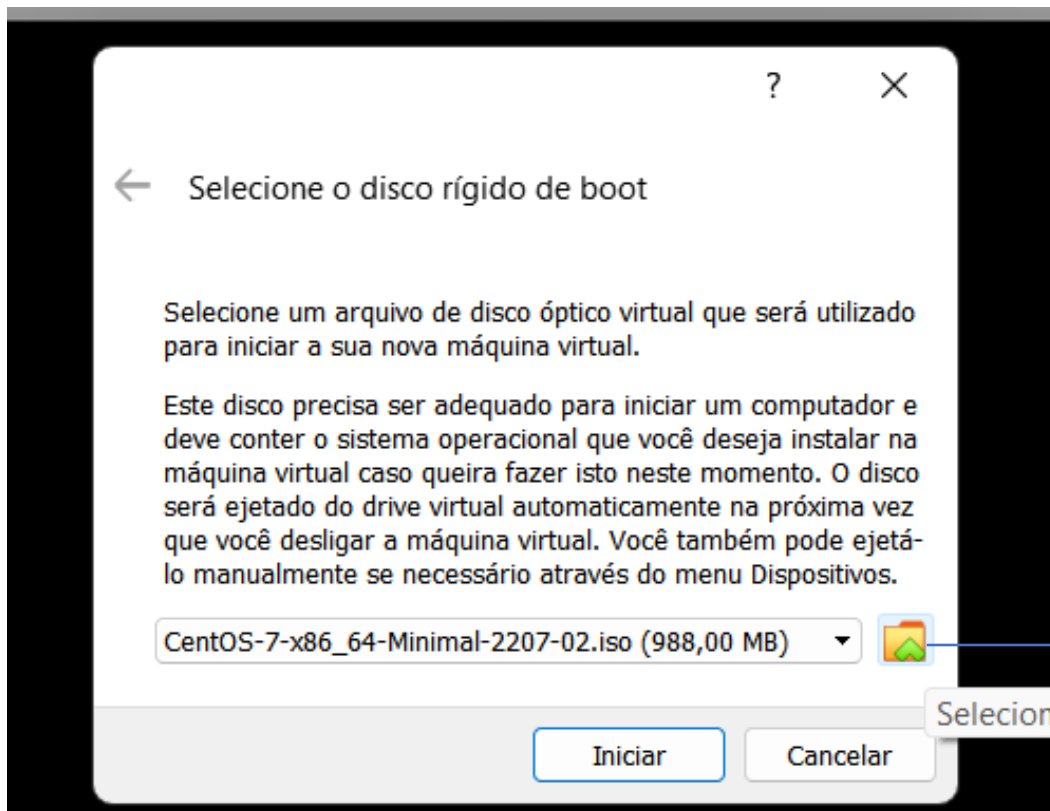 ?
Selecione o disco rígido de boot
Selecione um arquivo de disco óptico virtual que será utilizado
para iniciar a sua nova máquina virtual.
Este disco precisa ser adequado para iniciar um computador e
deve conter o sistema operacional que você deseja instalar na
máquina virtual caso queira fazer isto neste momento. O disco
será ejetado do drive virtual automaticamente na próxima vez
que você desligar a máquina virtual. Você também pode ejetá-
lo manualmente se necessário através do menu Dispositivos.
CentOS-7-x86_64-Minimal-2207-02.iso (988,00 MB)
Iniciar
Cancelar